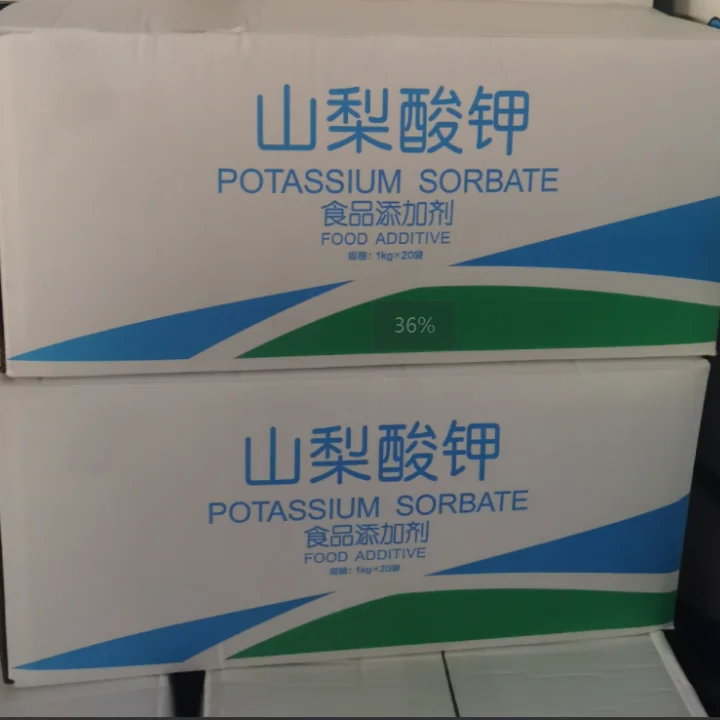 山梨酸钾
POTASSIUM SORBATE
食品添加剂
FOOD ADDITIVE
规格：1kg×20袋
36%
山梨酸钾
POTASSIUM SORBATE
食品添加剂
FOOD ADDITIVE
规格：1kg×20袋